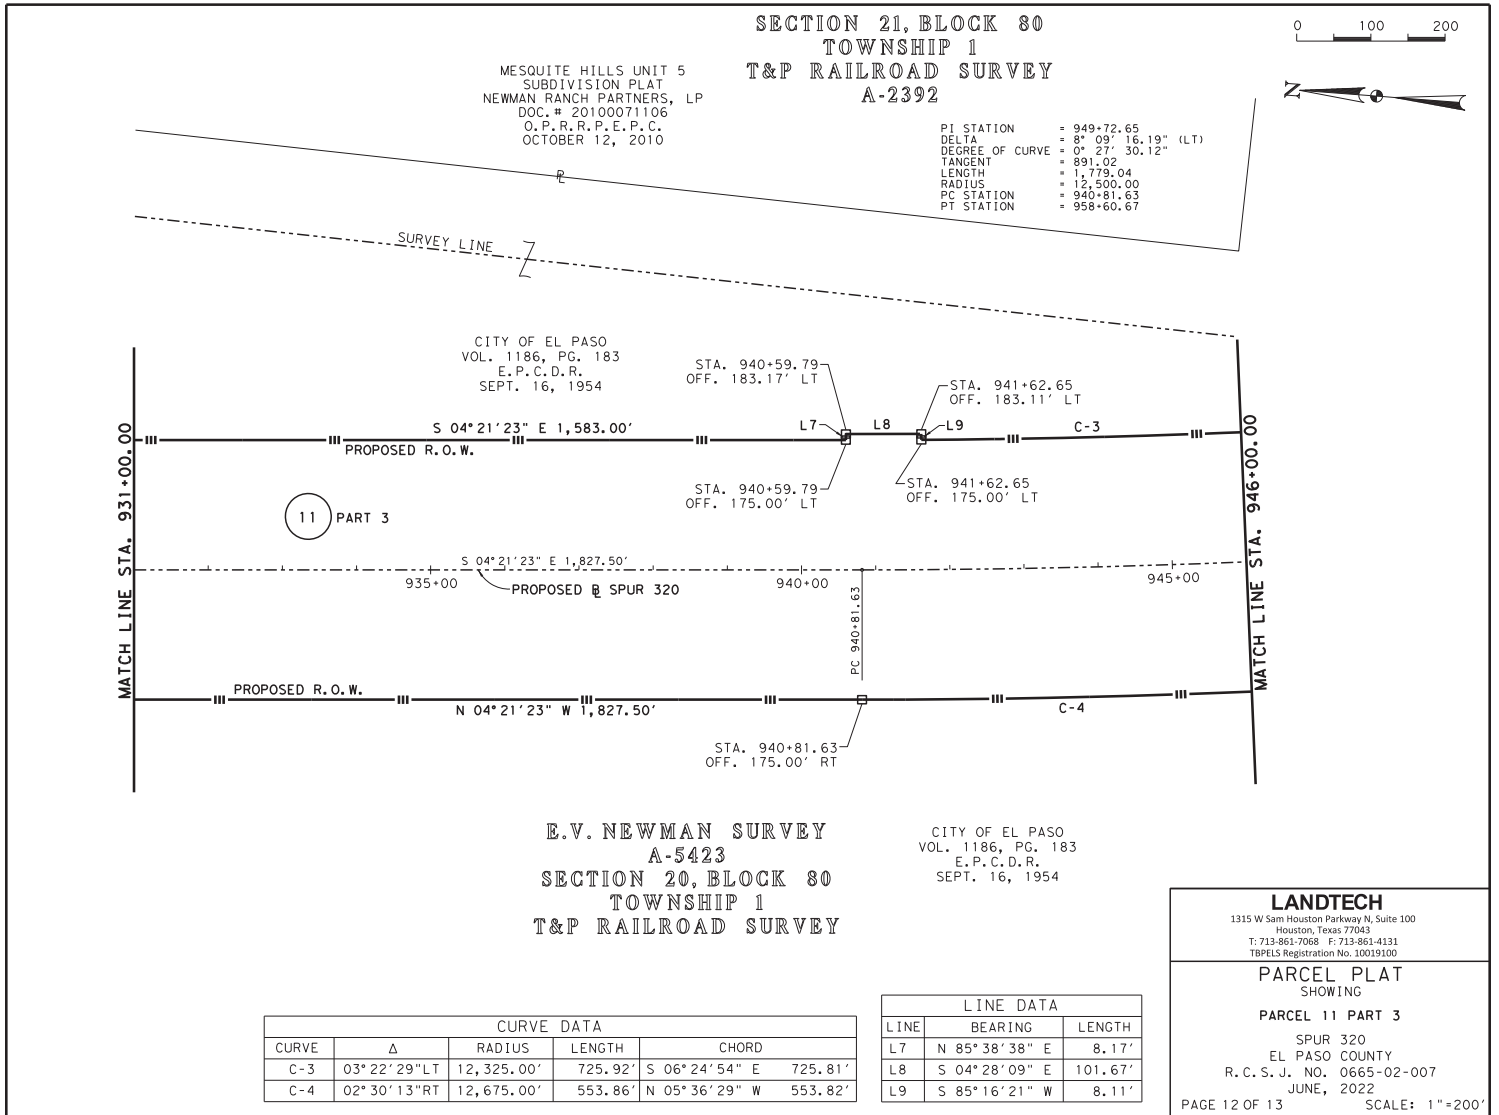 SECTION 21, BLOCK 80
TOWNSHIP 1
T&P RAILROAD SURVEY
A-2392
0 100 200
N
MESQUITE HILLS UNIT 5
SUBDIVISION PLAT
NEWMAN RANCH PARTNERS, LP
DOC.# 20100071106
O.P.R.R.P.E.P.C.
OCTOBER 12, 2010
PI STATION = 949+72.65
DELTA = 8° 09' 16.19" (LT)
DEGREE OF CURVE = 0° 27' 30.12"
TANGENT = 891.02
LENGTH = 1,779.04
RADIUS = 12,500.00
PC STATION = 940+81.63
PT STATION = 958+60.67
PL
SURVEY LINE
CITY OF EL PASO
VOL. 1186, PG. 183
E.P.C.D.R.
SEPT. 16, 1954
STA. 940+59.79
OFF. 183.17' LT
STA. 941+62.65
OFF. 183.11' LT
S 04°21'23" E 1,583.00'
L7
L8
L9
C-3
PROPOSED R.O.W.
STA. 940+59.79
OFF. 175.00' LT
STA. 941+62.65
OFF. 175.00' LT
MATCH LINE STA. 931+00.00
MATCH LINE STA. 946+00.00
11 PART 3
S 04°21'23" E 1,827.50'
935+00
940+00
945+00
PROPOSED BL SPUR 320
PC 940+81.63
PROPOSED R.O.W.
N 04°21'23" W 1,827.50'
C-4
STA. 940+81.63
OFF. 175.00' RT
E.V. NEWMAN SURVEY
A-5423
SECTION 20, BLOCK 80
TOWNSHIP 1
T&P RAILROAD SURVEY
CITY OF EL PASO
VOL. 1186, PG. 183
E.P.C.D.R.
SEPT. 16, 1954
CURVE DATA
CURVE Δ RADIUS LENGTH CHORD
C-3 03°22'29"LT 12,325.00' 725.92' S 06°24'54" E 725.81'
C-4 02°30'13"RT 12,675.00' 553.86' N 05°36'29" W 553.82'
LINE DATA
LINE BEARING LENGTH
L7 N 85°38'38" E 8.17'
L8 S 04°28'09" E 101.67'
L9 S 85°16'21" W 8.11'
LANDTECH
1315 W Sam Houston Parkway N, Suite 100
Houston, Texas 77043
T: 713-861-7068 F: 713-861-4131
TBPELS Registration No. 10019100
PARCEL PLAT
SHOWING
PARCEL 11 PART 3
SPUR 320
EL PASO COUNTY
R.C.S.J. NO. 0665-02-007
JUNE, 2022
PAGE 12 OF 13 SCALE: 1"=200'